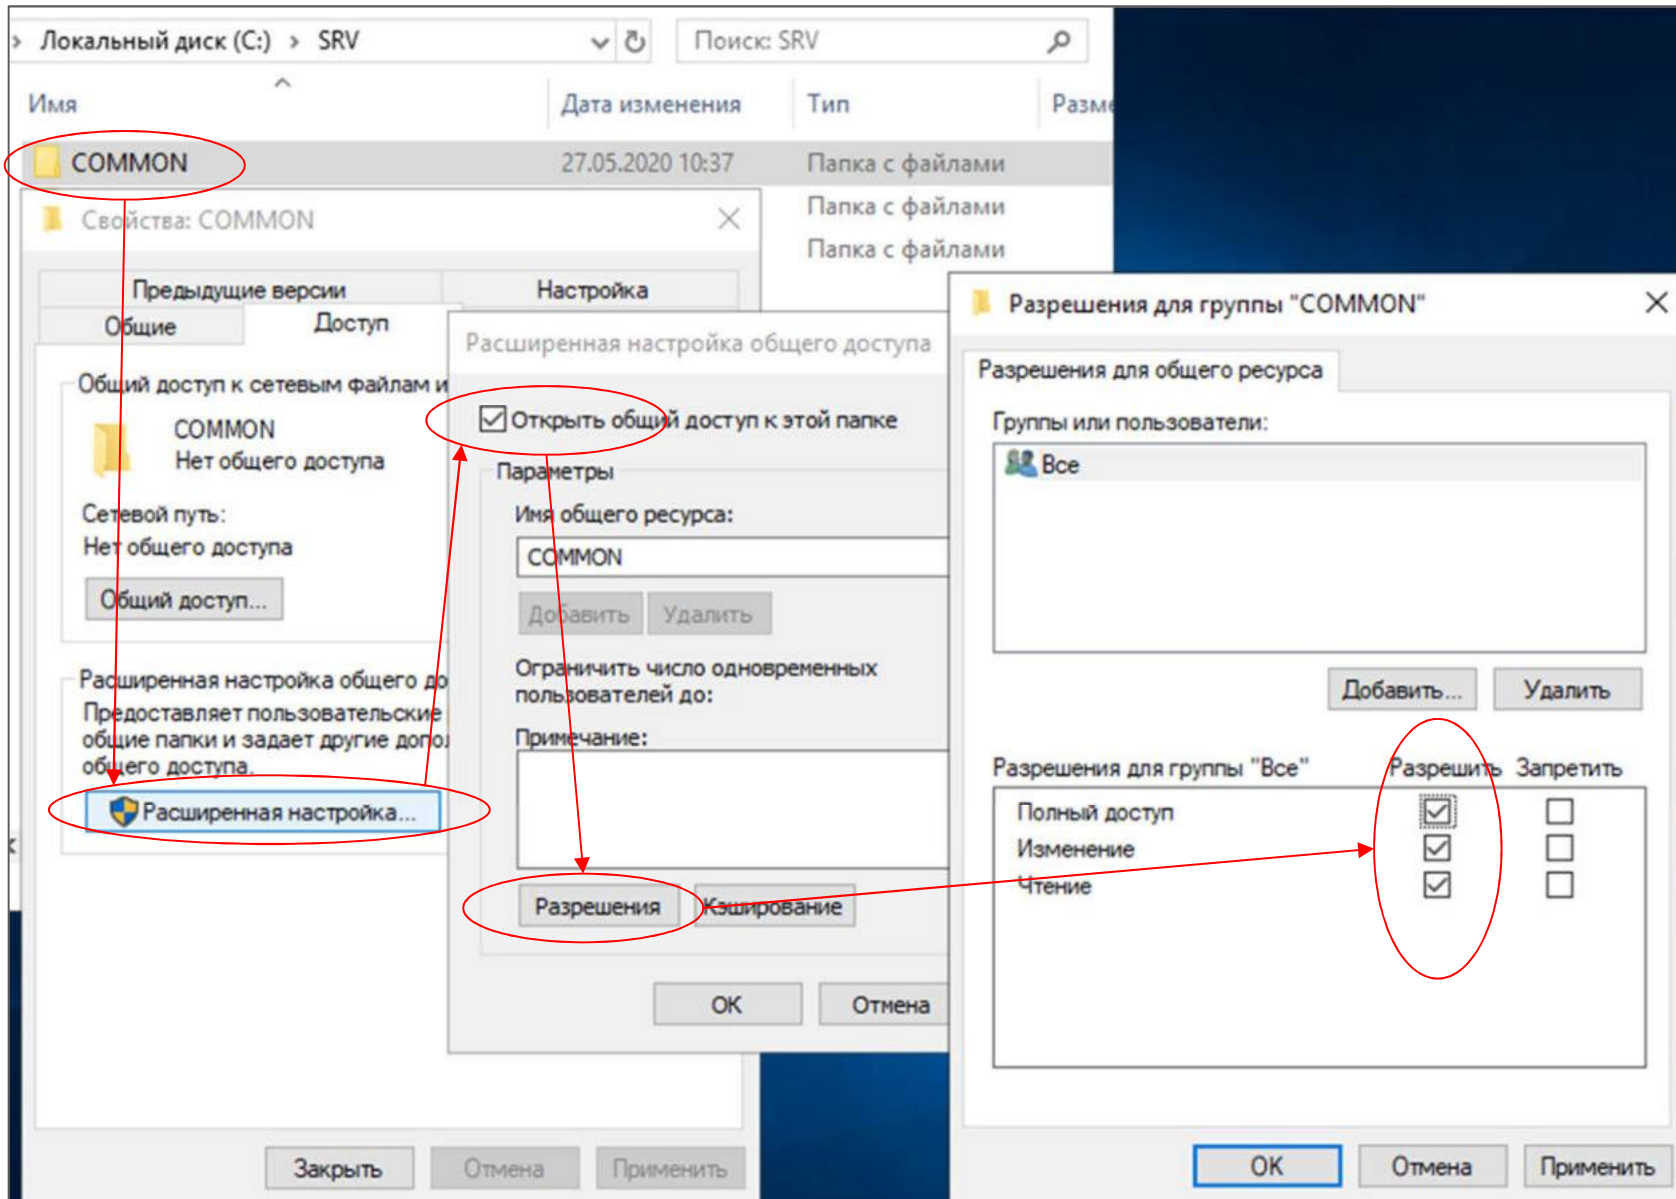 Локальный диск (C:) > SRV
Поиск: SRV
Имя
Дата изменения
Тип
Разме
COMMON
27.05.2020 10:37
Папка с файлами
Папка с файлами
Папка с файлами
Свойства: COMMON
Предыдущие версии
Настройка
Общие
Доступ
Общий доступ к сетевым файлам и
COMMON
Нет общего доступа
Сетевой путь:
Нет общего доступа
Общий доступ...
Расширенная настройка общего до
Предоставляет пользовательские
общие папки и задает другие допол
общего доступа.
Расширенная настройка...
Закрыть
Отмена
Применить
Расширенная настройка общего доступа
Открыть общий доступ к этой папке
Параметры
Имя общего ресурса:
COMMON
Добавить
Удалить
Ограничить число одновременных
пользователей до:
Примечание:
Разрешения
Кэширование
ОК
Отмена
Разрешения для группы "COMMON"
Разрешения для общего ресурса
Группы или пользователи:
Все
Добавить...
Удалить
Разрешения для группы "Все"
Разрешить
Запретить
Полный доступ
Изменение
Чтение
ОК
Отмена
Применить